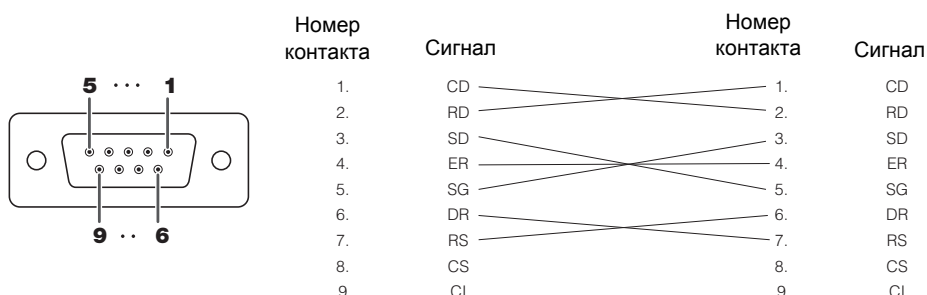 Номер контакта Сигнал Номер контакта Сигнал
5 ··· 1
9 ·· 6
1. CD 1. CD
2. RD 2. RD
3. SD 3. SD
4. ER 4. ER
5. SG 5. SG
6. DR 6. DR
7. RS 7. RS
8. CS 8. CS
9. CI 9. CI